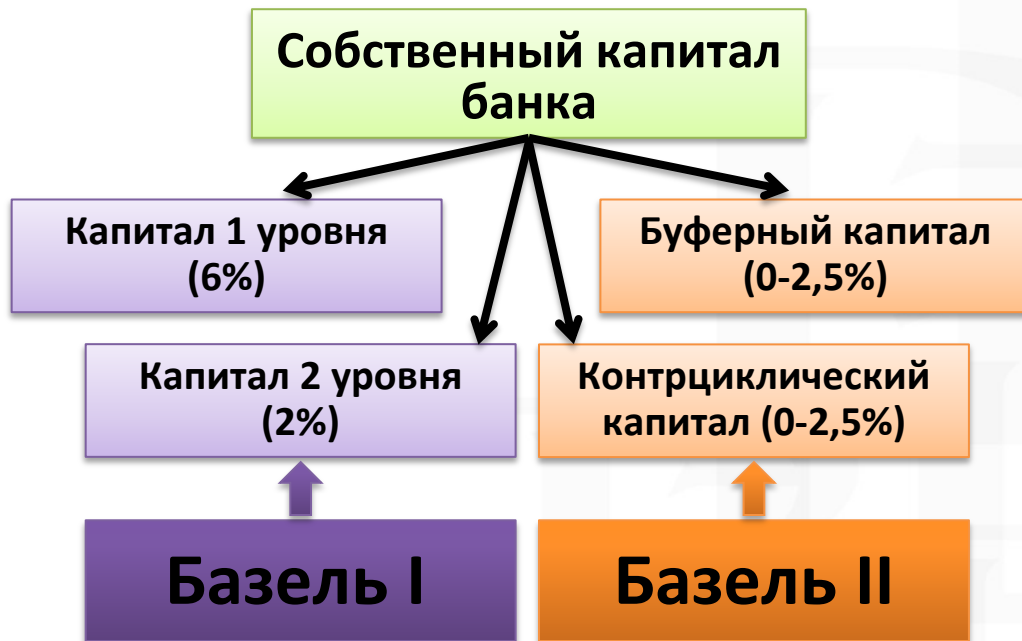 Собственный капитал
банка
Капитал 1 уровня
(6%)
Буферный капитал
(0-2,5%)
Капитал 2 уровня
(2%)
Контрциклический
капитал (0-2,5%)
Базель I
Базель II